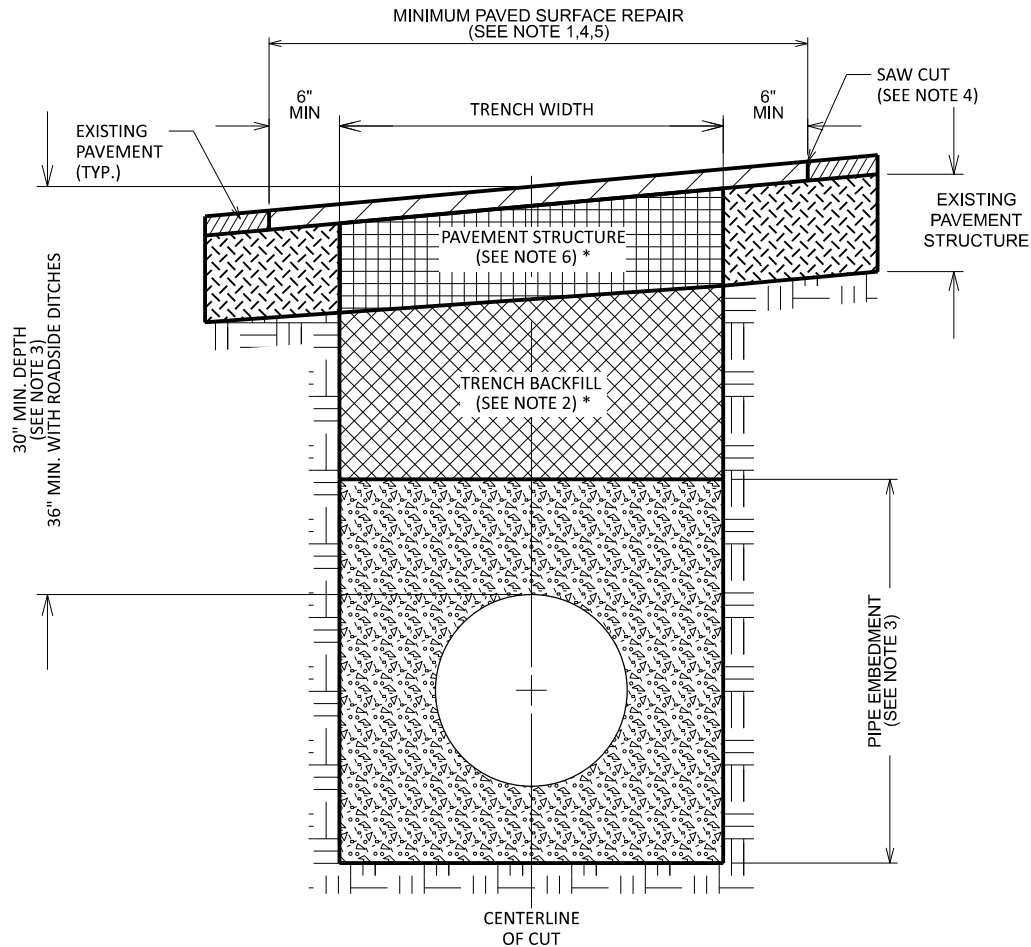 MINIMUM PAVED SURFACE REPAIR
(SEE NOTE 1,4,5)
6"
MIN
TRENCH WIDTH
6"
MIN
SAW CUT
(SEE NOTE 4)
EXISTING
PAVEMENT
(TYP.)
EXISTING
PAVEMENT
STRUCTURE
PAVEMENT STRUCTURE
(SEE NOTE 6) *
30" MIN. DEPTH
(SEE NOTE 3)
36" MIN. WITH ROADSIDE DITCHES
TRENCH BACKFILL
(SEE NOTE 2) *
PIPE EMBEDMENT
(SEE NOTE 3)
CENTERLINE
OF CUT